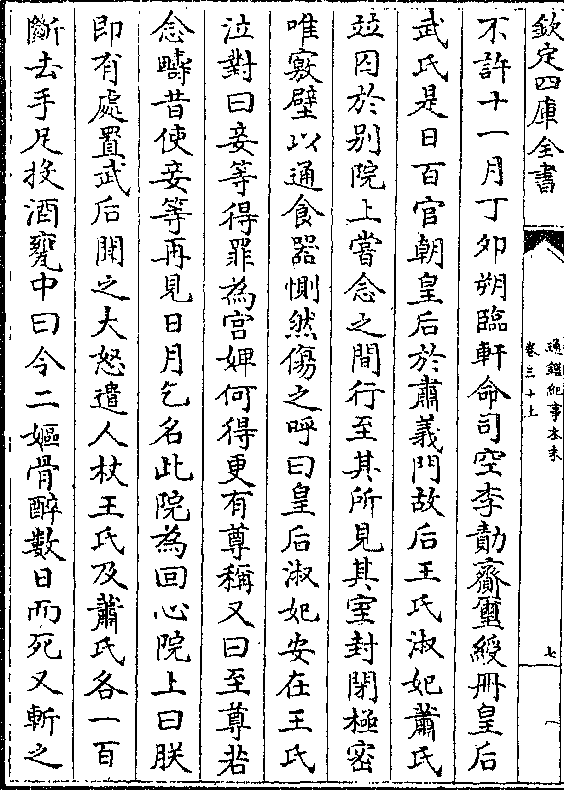 欽定四庫全書
通鑑紀事本末
卷三十上
七
不許十一月丁夘朔臨軒命司空李勣齎璽綬冊皇后
武氏是日百官朝皇后於肅義門故后王氏淑妃蕭氏
竝囚於别院上嘗念之間行至其所見其室封閉極密
唯竅壁以通食器惻然傷之呼曰皇后淑妃安在王氏
泣對曰妾等得罪為宫婢何得更有尊稱又曰至尊若
念疇昔使妾等再見日月乞名此院為回心院上曰朕
即有處置武后聞之大怒遣人杖王氏及蕭氏各一百
斷去手足投酒甕中曰令二嫗骨醉數日而死又斬之